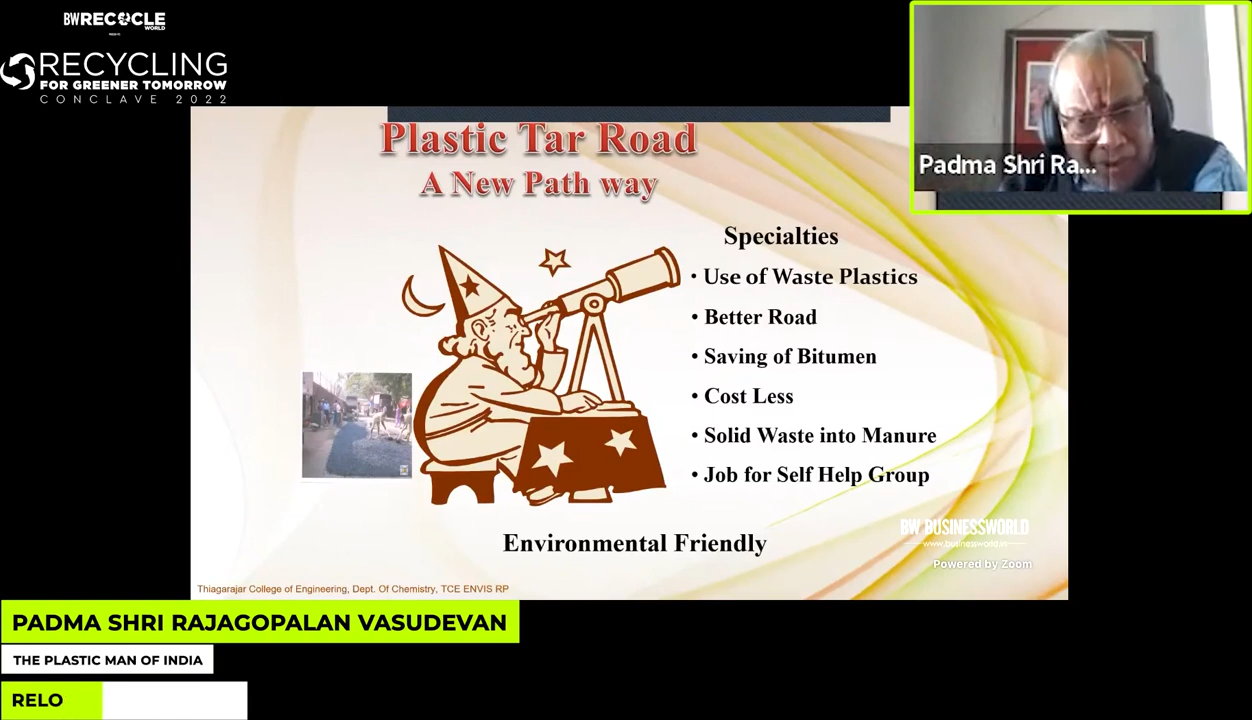 BWRECYCLE
WORLD
RECYCLING
FOR GREENER TOMORROW
CONCLAVE 2022
Padma Shri Ra...
Plastic Tar Road
A New Path way
Specialties
• Use of Waste Plastics
• Better Road
• Saving of Bitumen
• Cost Less
• Solid Waste into Manure
• Job for Self Help Group
Environmental Friendly
BW BUSINESSWORLD
www.businessworld.in
Powered by Zoom
Thiagarajar College of Engineering, Dept. Of Chemistry, TCE ENVIS RP
PADMA SHRI RAJAGOPALAN VASUDEVAN
THE PLASTIC MAN OF INDIA
RELO